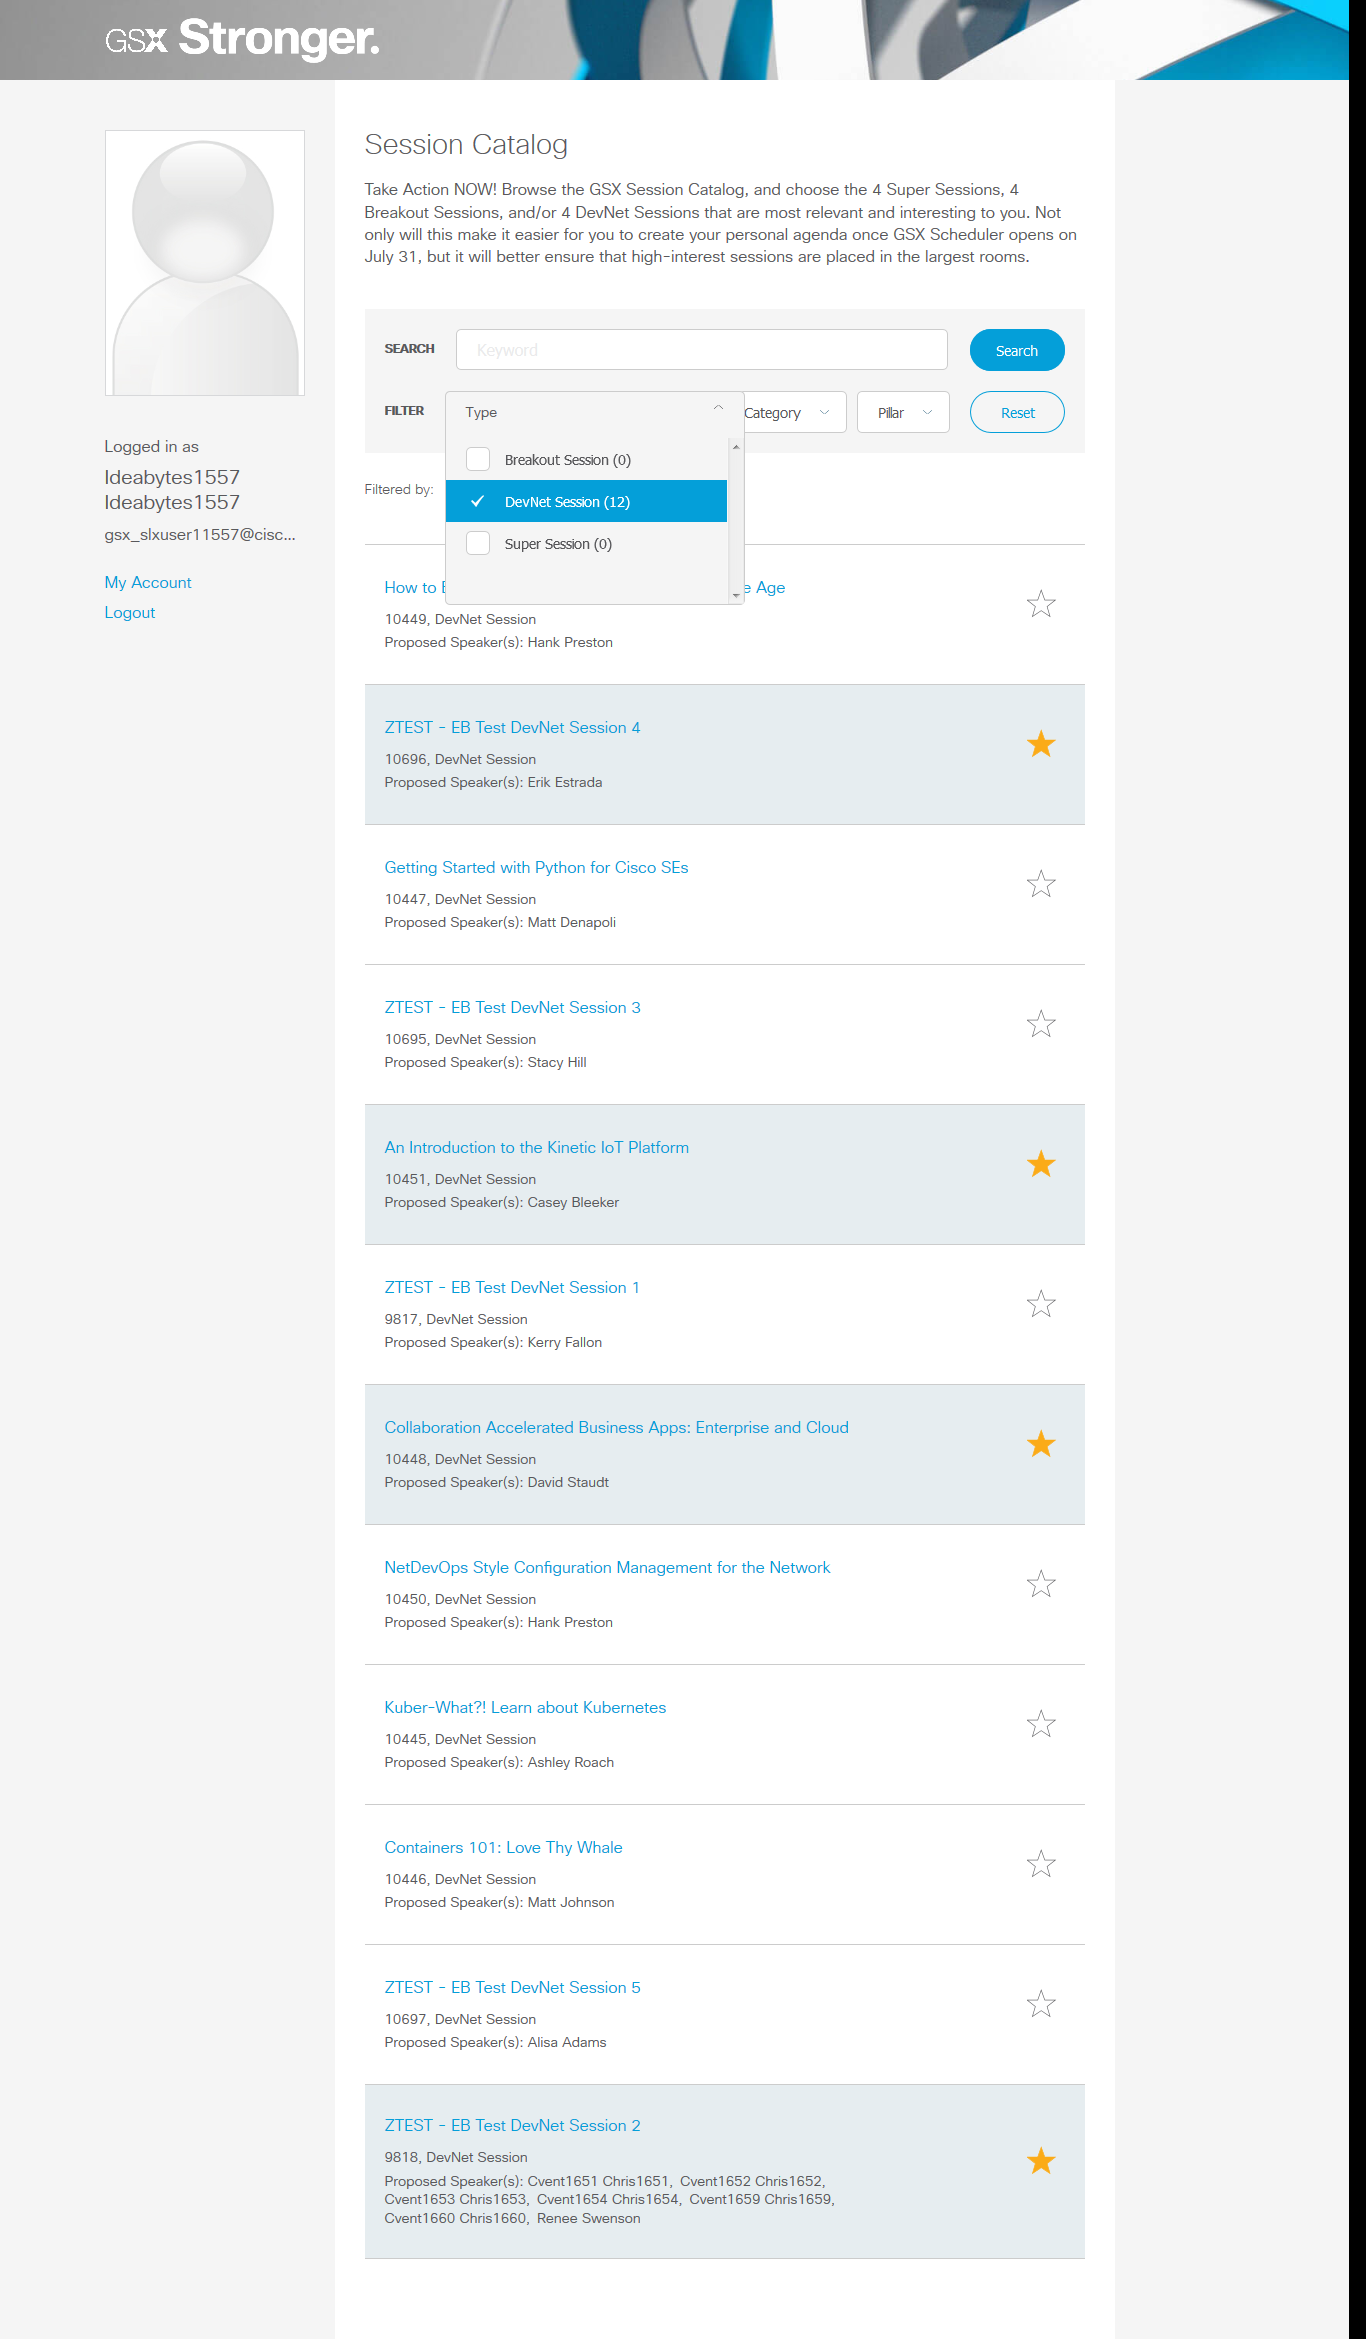 GSX Stronger.
Session Catalog
Take Action NOW! Browse the GSX Session Catalog, and choose the 4 Super Sessions, 4
Breakout Sessions, and/or 4 DevNet Sessions that are most relevant and interesting to you. Not
only will this make it easier for you to create your personal agenda once GSX Scheduler opens on
July 31, but it will better ensure that high-interest sessions are placed in the largest rooms.
SEARCH Keyword Search
FILTER Type Category Pillar Reset
Breakout Session (0)
DevNet Session (12)
Super Session (0)
Filtered by:
Logged in as
Ideabytes1557
Ideabytes1557
gsx_slxuser11557@cisc...
My Account
Logout
How to e Age
10449, DevNet Session
Proposed Speaker(s): Hank Preston
ZTEST - EB Test DevNet Session 4
10696, DevNet Session
Proposed Speaker(s): Erik Estrada
Getting Started with Python for Cisco SEs
10447, DevNet Session
Proposed Speaker(s): Matt Denapoli
ZTEST - EB Test DevNet Session 3
10695, DevNet Session
Proposed Speaker(s): Stacy Hill
An Introduction to the Kinetic IoT Platform
10451, DevNet Session
Proposed Speaker(s): Casey Bleeker
ZTEST - EB Test DevNet Session 1
9817, DevNet Session
Proposed Speaker(s): Kerry Fallon
Collaboration Accelerated Business Apps: Enterprise and Cloud
10448, DevNet Session
Proposed Speaker(s): David Staudt
NetDevOps Style Configuration Management for the Network
10450, DevNet Session
Proposed Speaker(s): Hank Preston
Kuber-What?! Learn about Kubernetes
10445, DevNet Session
Proposed Speaker(s): Ashley Roach
Containers 101: Love Thy Whale
10446, DevNet Session
Proposed Speaker(s): Matt Johnson
ZTEST - EB Test DevNet Session 5
10697, DevNet Session
Proposed Speaker(s): Alisa Adams
ZTEST - EB Test DevNet Session 2
9818, DevNet Session
Proposed Speaker(s): Cvent1651 Chris1651, Cvent1652 Chris1652,
Cvent1653 Chris1653, Cvent1654 Chris1654, Cvent1659 Chris1659,
Cvent1660 Chris1660, Renee Swenson